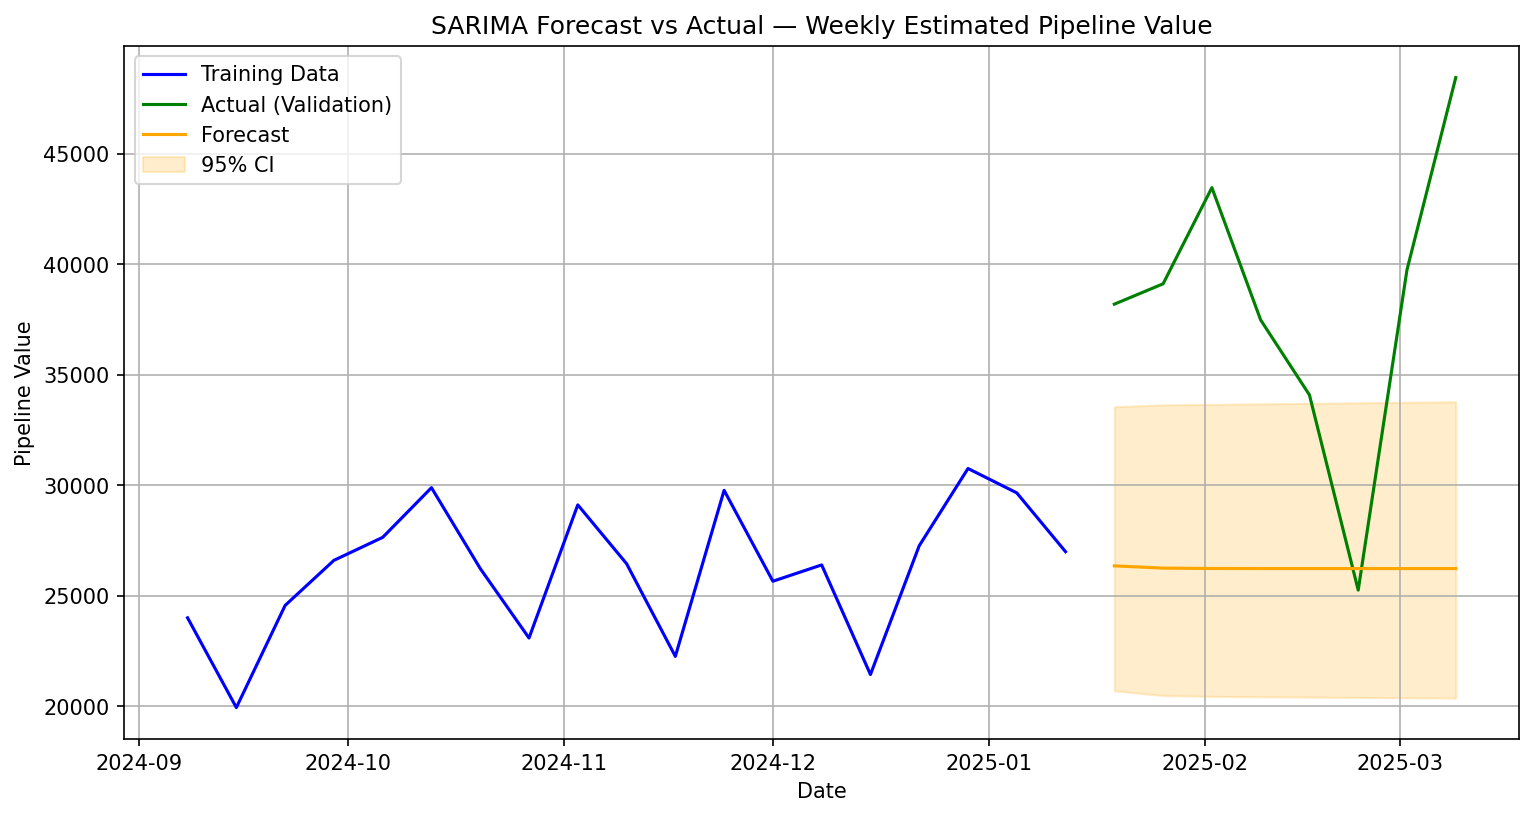 SARIMA Forecast vs Actual — Weekly Estimated Pipeline Value
Training Data
Actual (Validation)
Forecast
95% CI
45000
40000
35000
30000
25000
20000
Pipeline Value
2024-09
2024-10
2024-11
2024-12
2025-01
2025-02
2025-03
Date